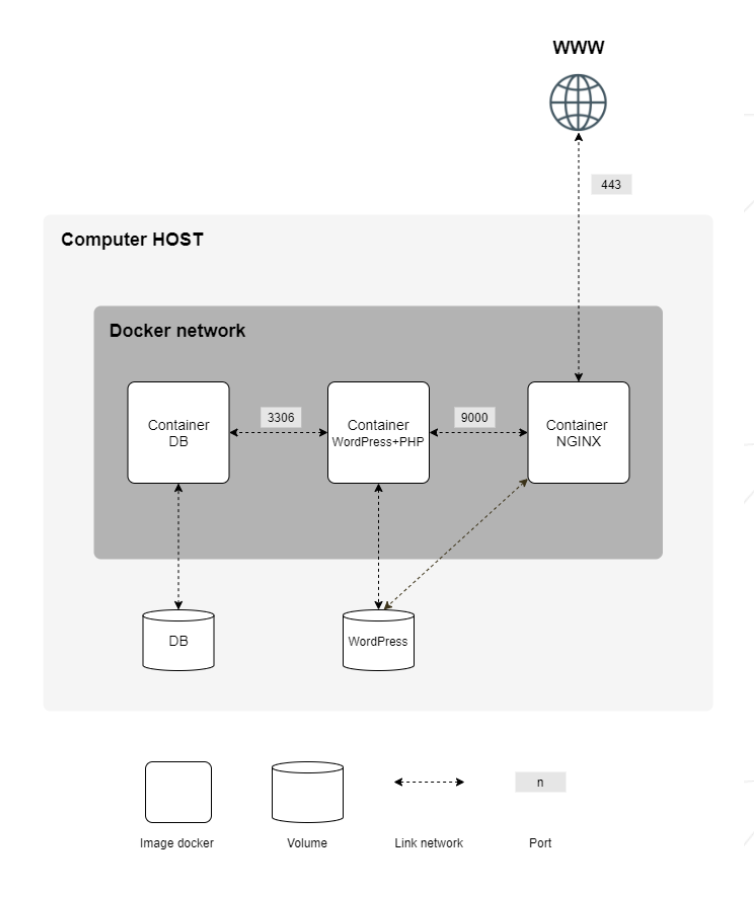 WWW
443
Computer HOST
Docker network
Container
DB
3306
Container
WordPress+PHP
9000
Container
NGINX
DB
WordPress
n
Image docker
Volume
Link network
Port